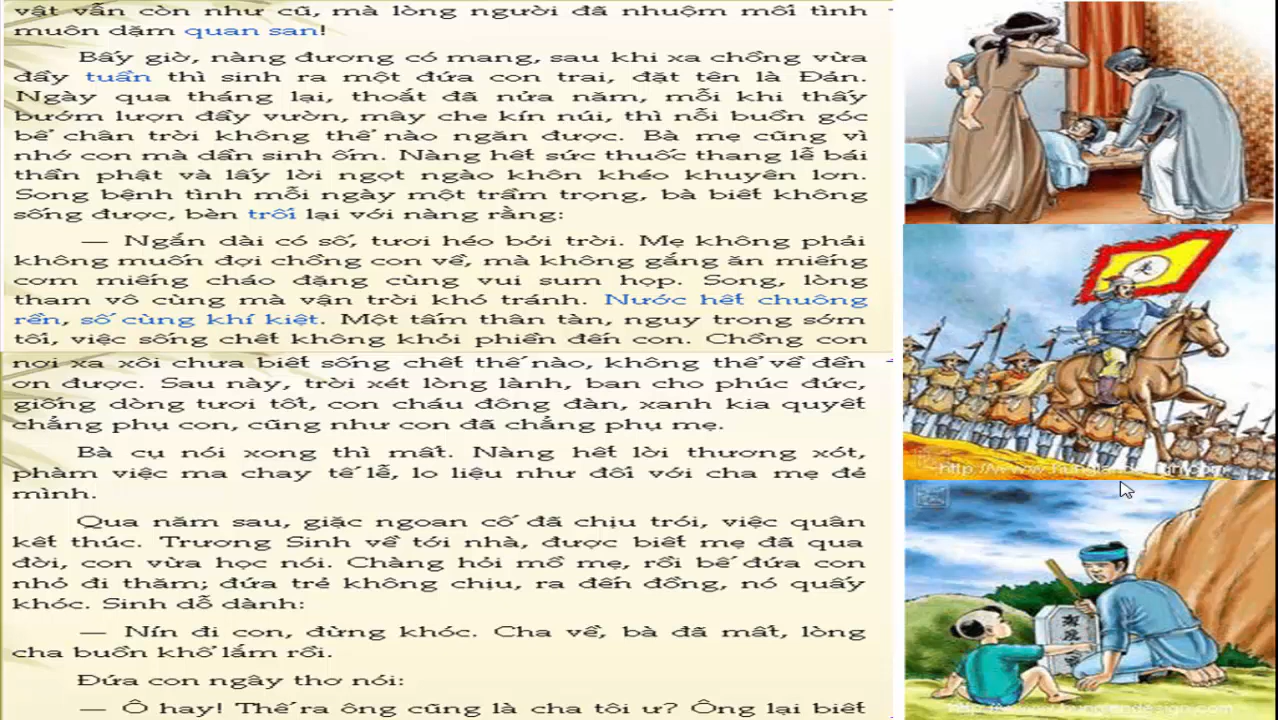 vật vẫn còn như cũ, mà lòng người đã nhuộm mối tình
muôn dặm quan san!
Bấy giờ, nàng đương có mang, sau khi xa chồng vừa
đầy tuần thì sinh ra một đứa con trai, đặt tên là Đản.
Ngày qua tháng lại, thoắt đã nửa năm, mỗi khi thấy
bướm lượn đầy vườn, mây che kín núi, thì nỗi buồn góc
bể chân trời không thể nào ngăn được. Bà mẹ cũng vì
nhớ con mà dần sinh ốm. Nàng hết sức thuốc thang lễ bái
thần phật và lấy lời ngọt ngào khôn khéo khuyên lơn.
Song bệnh tình mỗi ngày một trầm trọng, bà biết không
sống được, bèn trối lại với nàng rằng:
— Ngắn dài có số, tươi héo bởi trời. Mẹ không phải
không muốn đợi chồng con về, mà không gắng ăn miếng
cơm miếng cháo đặng cùng vui sum họp. Song, lòng
tham vô cùng mà vận trời khó tránh. Nước hết chuông
rền, số cùng khí kiệt. Một tấm thân tàn, nguy trong sớm
tối, việc sống chết không khỏi phiền đến con. Chồng con
nơi xa xôi chưa biết sống chết thế nào, không thể về đền
ơn được. Sau này, trời xét lòng lành, ban cho phúc đức,
giống dòng tươi tốt, con cháu đông đàn, xanh kia quyết
chẳng phụ con, cũng như con đã chẳng phụ mẹ.
Bà cụ nói xong thì mất. Nàng hết lời thương xót,
phàm việc ma chay tế lễ, lo liệu như đối với cha mẹ đẻ
mình.
Qua năm sau, giặc ngoan cố đã chịu trói, việc quân
kết thúc. Trương Sinh về tới nhà, được biết mẹ đã qua
đời, con vừa học nói. Chàng hỏi mồ mẹ, rồi bế đứa con
nhỏ đi thăm; đứa trẻ không chịu, ra đến đồng, nó quấy
khóc. Sinh dỗ dành:
— Nín đi con, đừng khóc. Cha về, bà đã mất, lòng
cha buồn khổ lắm rồi.
Đứa con ngây thơ nói:
— Ô hay! Thế ra ông cũng là cha tôi ư? Ông lại biết